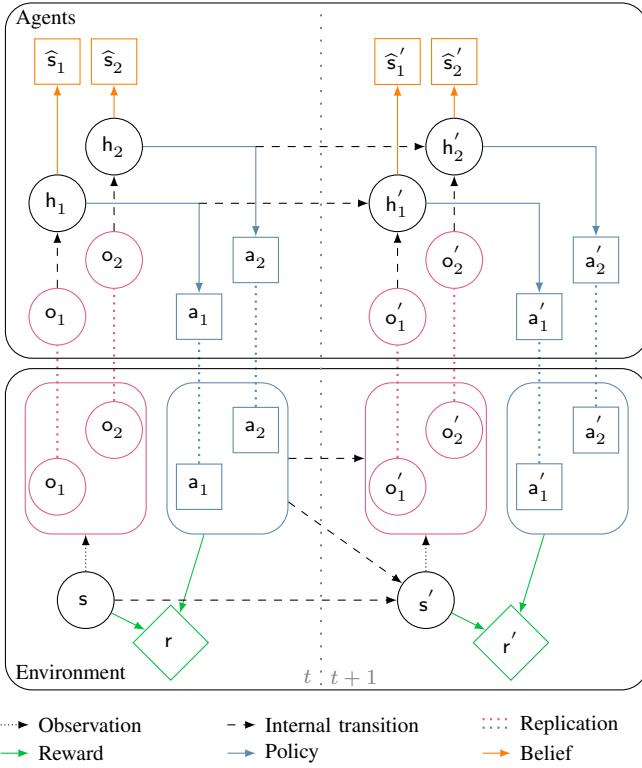 Agents
ŝ₁ ŝ₂ ŝ₁′ ŝ₂′
h₂ h₂′
h₁ h₁′
o₂ a₂ o₂′ a₂′
o₁ a₁ o₁′ a₁′
o₂ a₂ o₂′ a₂′
o₁ a₁ o₁′ a₁′
s s′
r r′
Environment t t + 1
Observation Internal transition Replication
Reward Policy Belief